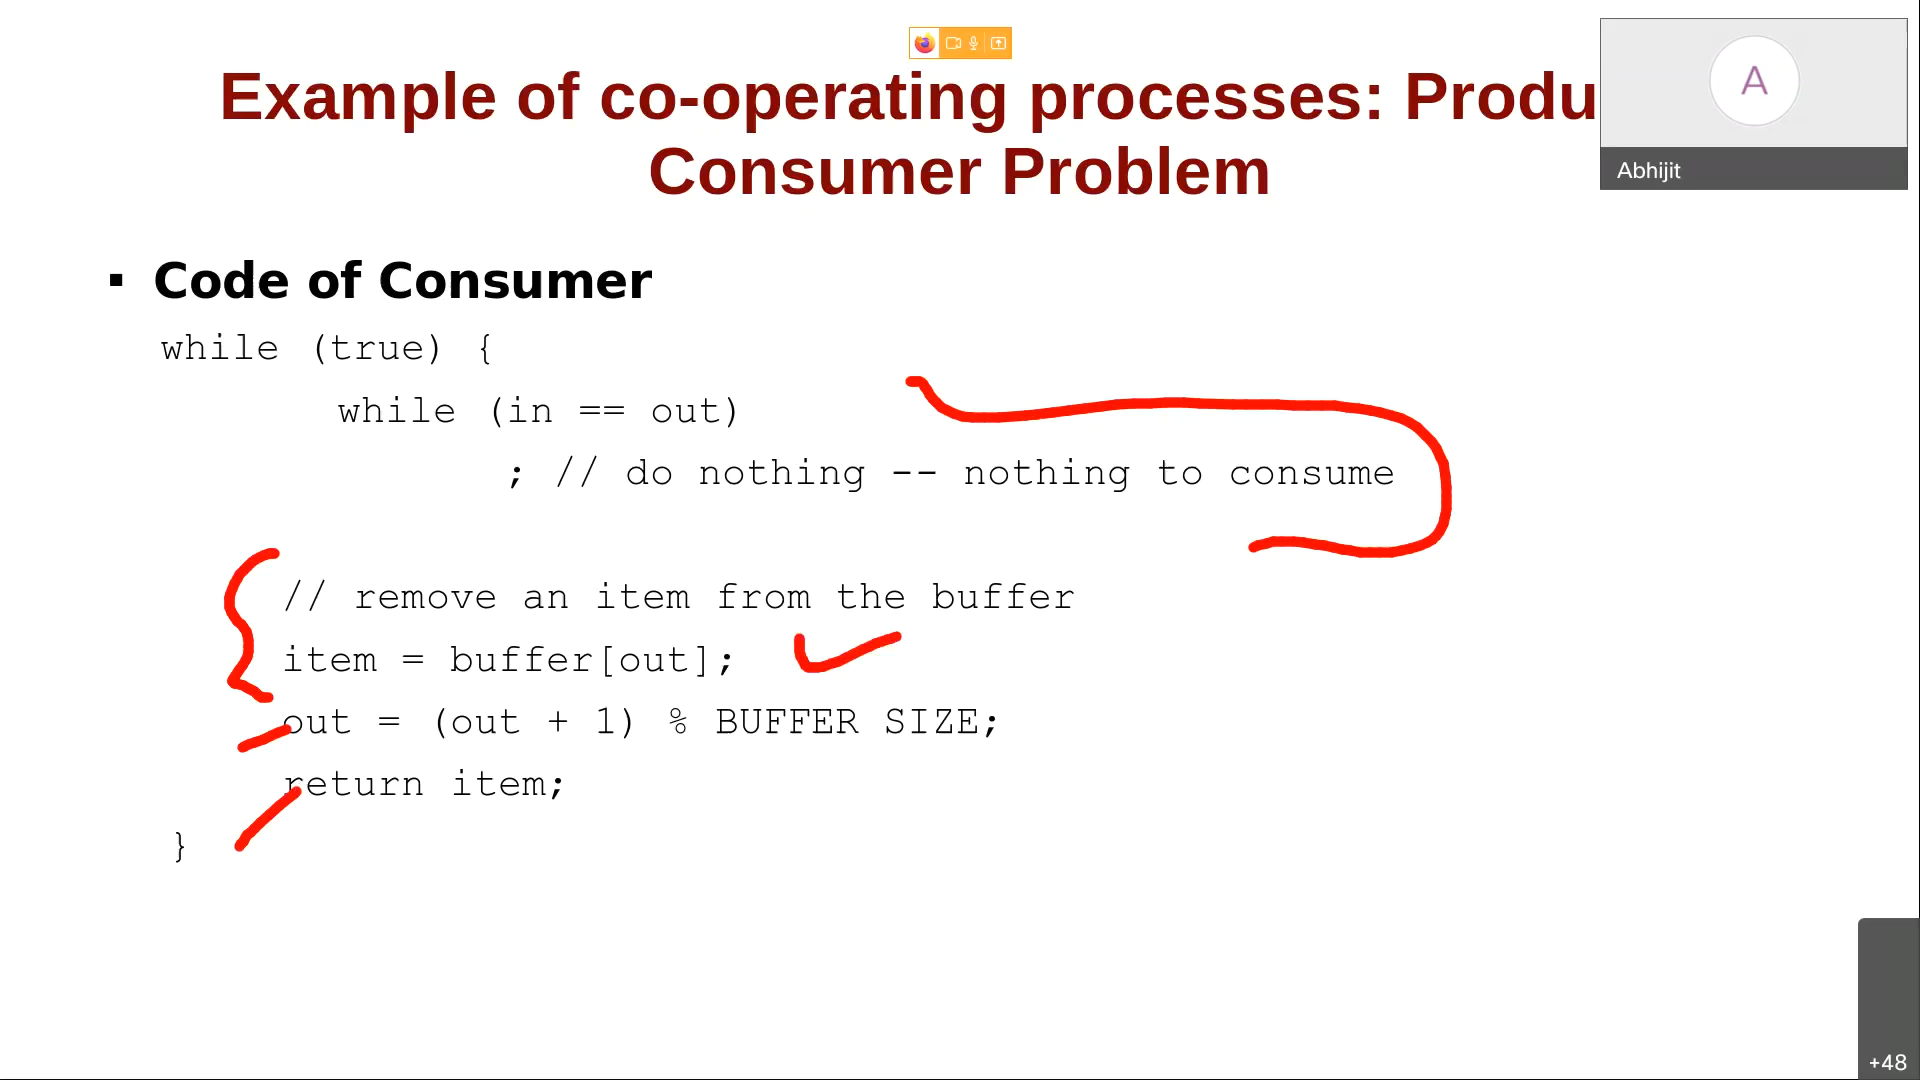 Example of co-operating processes: Produ
Consumer Problem
A
Abhijit
▪ Code of Consumer
while (true) {
while (in == out)
; // do nothing -- nothing to consume
// remove an item from the buffer
item = buffer[out];
out = (out + 1) % BUFFER SIZE;
return item;
}
+48